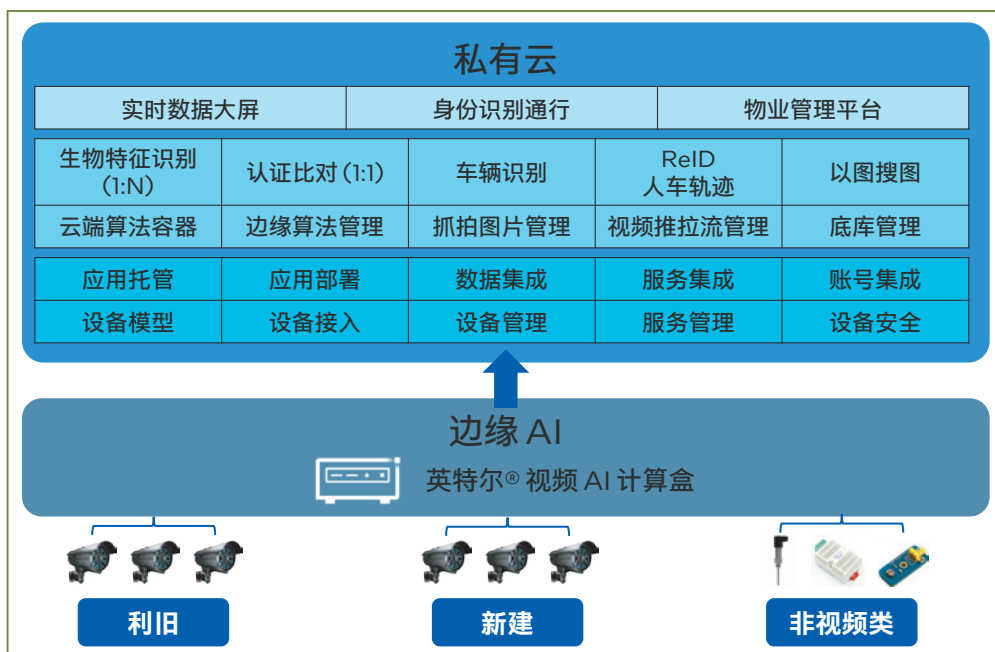 私有云
实时数据大屏 身份识别通行 物业管理平台
生物特征识别 (1:N) 认证比对 (1:1) 车辆识别 ReID 人车轨迹 以图搜图
云端算法容器 边缘算法管理 抓拍图片管理 视频推拉流管理 底库管理
应用托管 应用部署 数据集成 服务集成 账号集成
设备模型 设备接入 设备管理 服务管理 设备安全
边缘 AI
英特尔® 视频 AI 计算盒
利旧 新建 非视频类